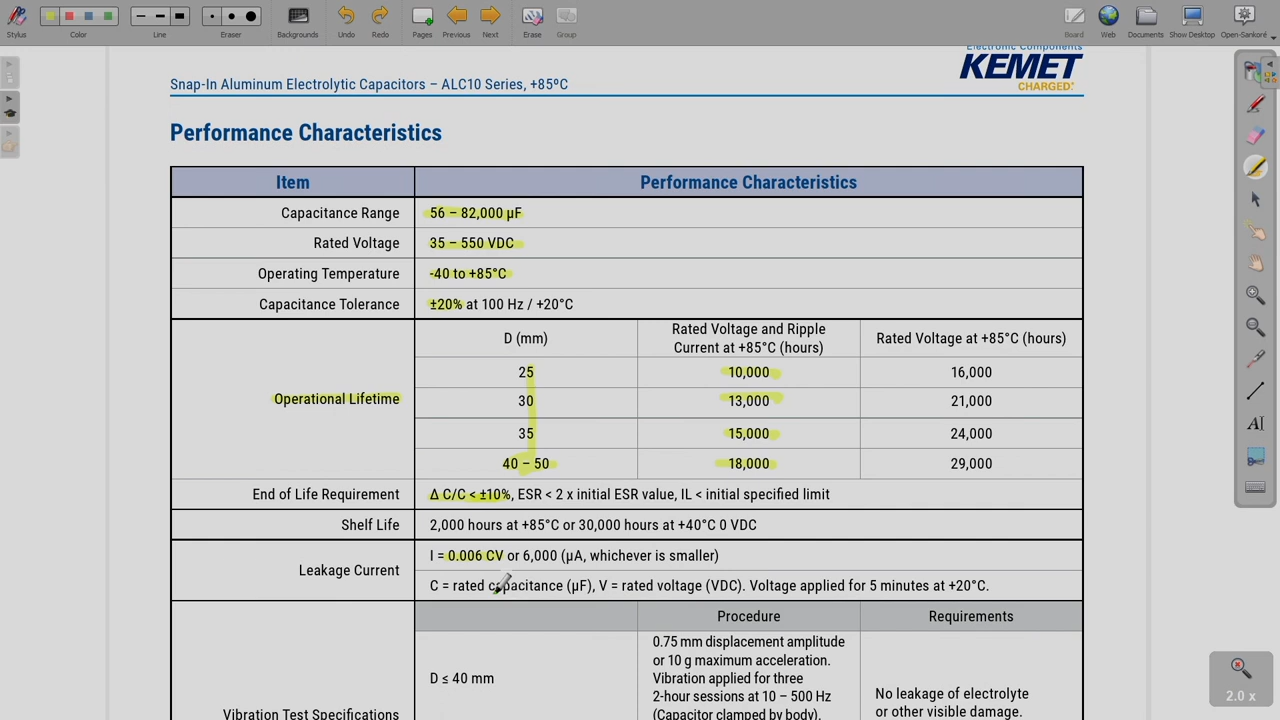 Stylus Color Line Eraser Backgrounds Undo Redo Pages Previous Next Erase Group Board Web Documents Show Desktop Open-Sankoré
Electronic Components
KEMET
CHARGED.
Snap-In Aluminum Electrolytic Capacitors – ALC10 Series, +85ºC
Performance Characteristics
Item Performance Characteristics
Capacitance Range 56 – 82,000 µF
Rated Voltage 35 – 550 VDC
Operating Temperature -40 to +85°C
Capacitance Tolerance ±20% at 100 Hz / +20°C
Operational Lifetime
D (mm) Rated Voltage and Ripple Current at +85°C (hours) Rated Voltage at +85°C (hours)
25 10,000 16,000
30 13,000 21,000
35 15,000 24,000
40 – 50 18,000 29,000
End of Life Requirement Δ C/C < ±10%, ESR < 2 x initial ESR value, IL < initial specified limit
Shelf Life 2,000 hours at +85°C or 30,000 hours at +40°C 0 VDC
Leakage Current
I = 0.006 CV or 6,000 (µA, whichever is smaller)
C = rated capacitance (µF), V = rated voltage (VDC). Voltage applied for 5 minutes at +20°C.
Vibration Test Specifications
Procedure Requirements
D ≤ 40 mm
0.75 mm displacement amplitude
or 10 g maximum acceleration.
Vibration applied for three
2-hour sessions at 10 – 500 Hz
(Capacitor clamped by body).
No leakage of electrolyte
or other visible damage.
2.0 x